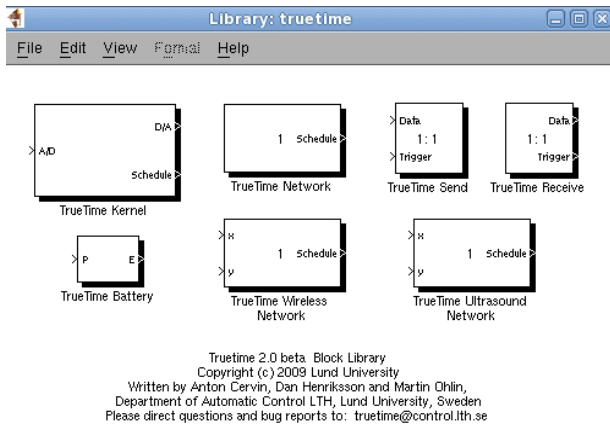 Library: truetime
File Edit View Format Help
A/D
D/A
Schedule
TrueTime Kernel
1 Schedule
TrueTime Network
Data
1:1
Trigger
TrueTime Send
Data
1:1
Trigger
TrueTime Receive
P E
TrueTime Battery
x
1 Schedule
y
TrueTime Wireless
Network
x
1 Schedule
y
TrueTime Ultrasound
Network
Truetime 2.0 beta Block Library
Copyright (c) 2009 Lund University
Written by Anton Cervin, Dan Henriksson and Martin Ohlin,
Department of Automatic Control LTH, Lund University, Sweden
Please direct questions and bug reports to: truetime@control.lth.se